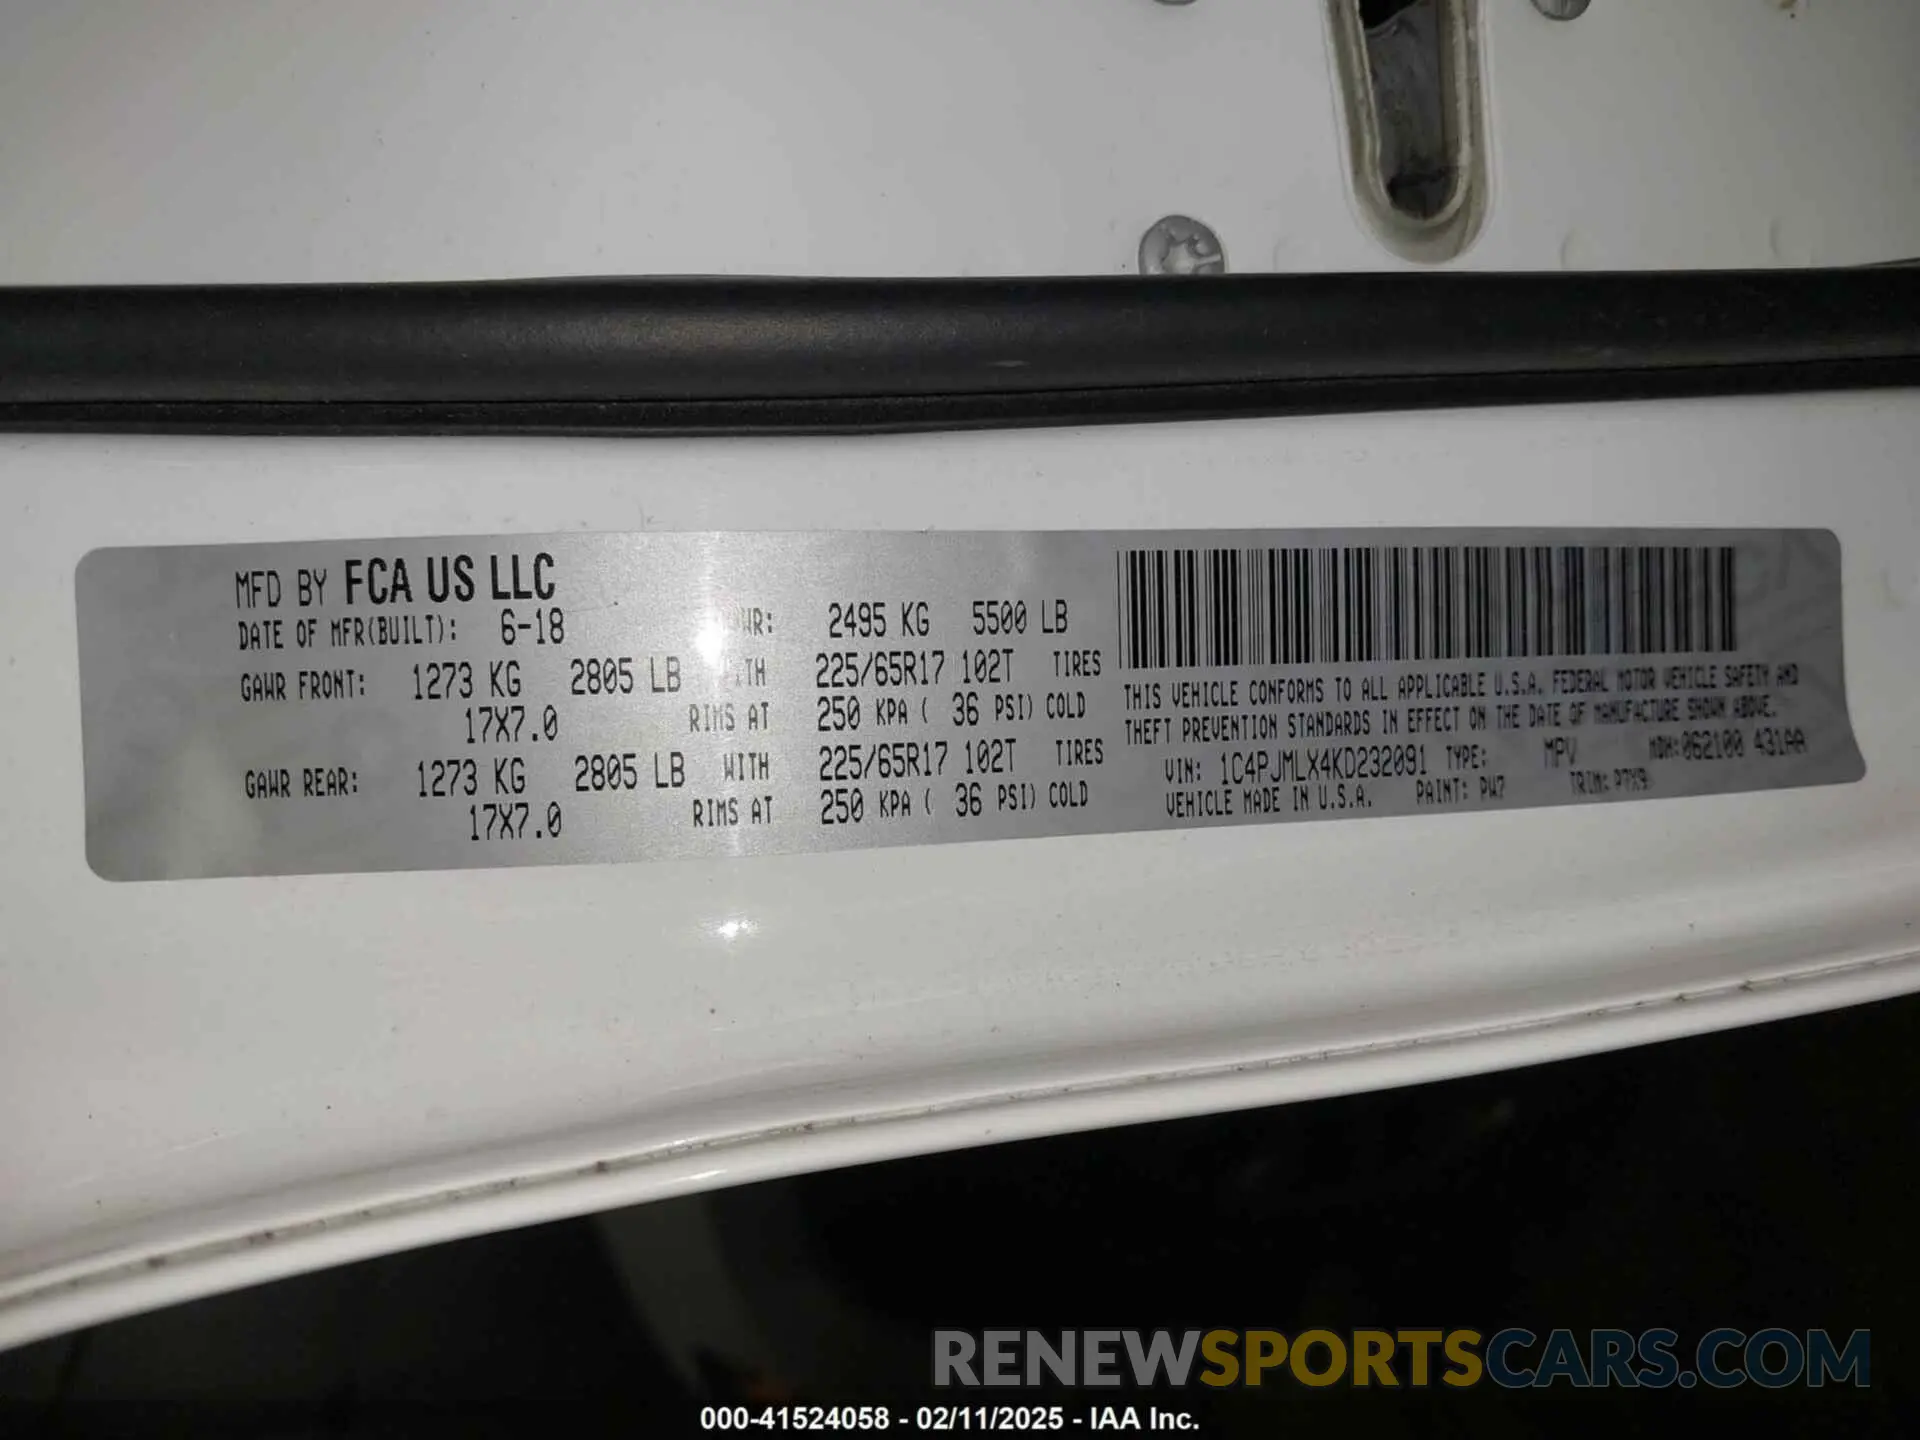 MFD BY FCA US LLC
DATE OF MFR(BUILT): 6-18 2495 KG 5500 LB
GAWR FRONT: 1273 KG 2805 LB WITH 225/65R17 102T TIRES
17X7.0 RIMS AT 250 KPA ( 36 PSI) COLD
GAWR REAR: 1273 KG 2805 LB WITH 225/65R17 102T TIRES
17X7.0 RIMS AT 250 KPA ( 36 PSI) COLD
THIS VEHICLE CONFORMS TO ALL APPLICABLE U.S.A. FEDERAL MOTOR VEHICLE SAFETY AND
THEFT PREVENTION STANDARDS IN EFFECT ON THE DATE OF MANUFACTURE SHOWN ABOVE.
VIN: 1C4PJMLX4KD232091 TYPE: MPV MDH:062100 431AA
VEHICLE MADE IN U.S.A. PAINT: PW7 TRIM: P7X9
RENEWSPORTSCARS.COM
000-41524058 - 02/11/2025 - IAA Inc.